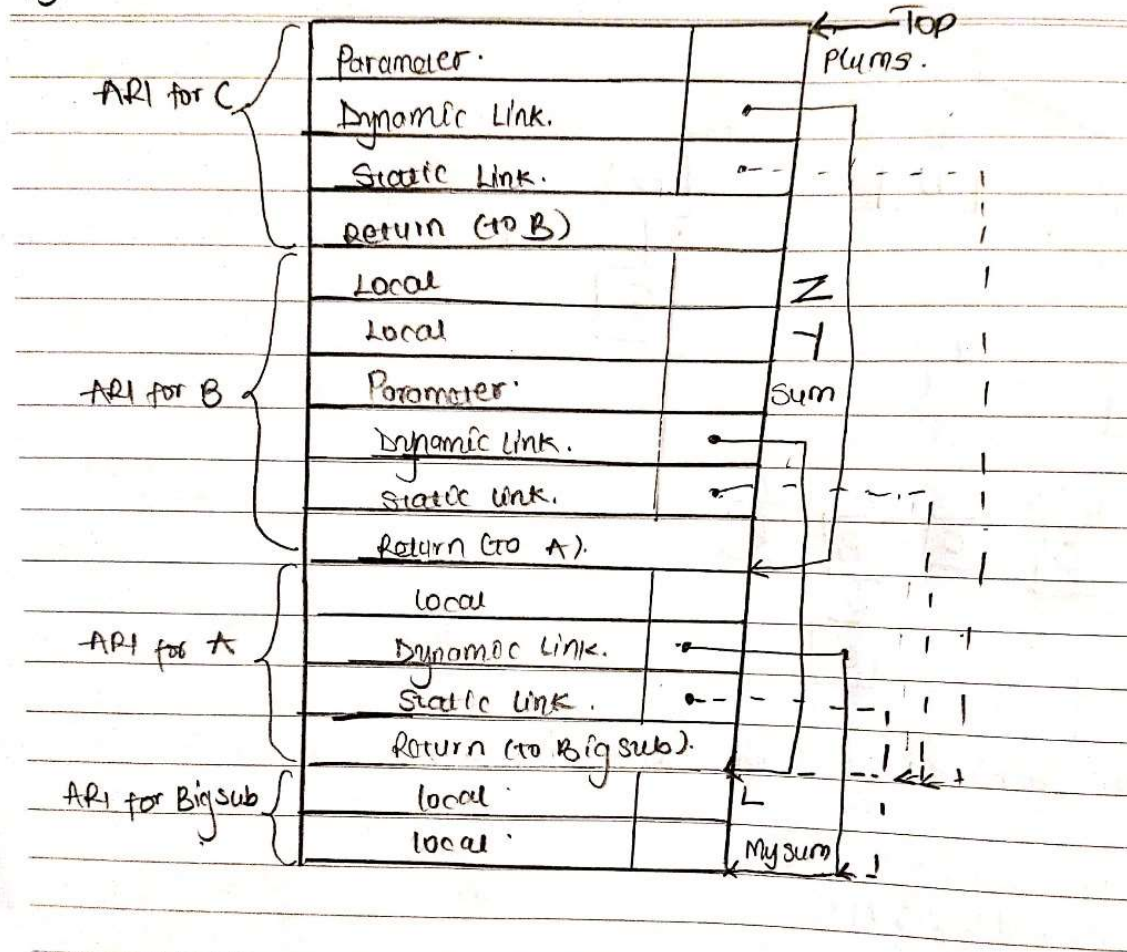 Top
Parameter. Plums.
ARI for C
Dynamic Link.
Static Link.
Return (to B)
Local Z
Local Y
ARI for B Parameter. Sum
Dynamic link.
Static link.
Return (to A).
local
ARI for A Dynamic Link.
Static link.
Return (to Bigsub).
ARI for Bigsub local. L
local. Mysum